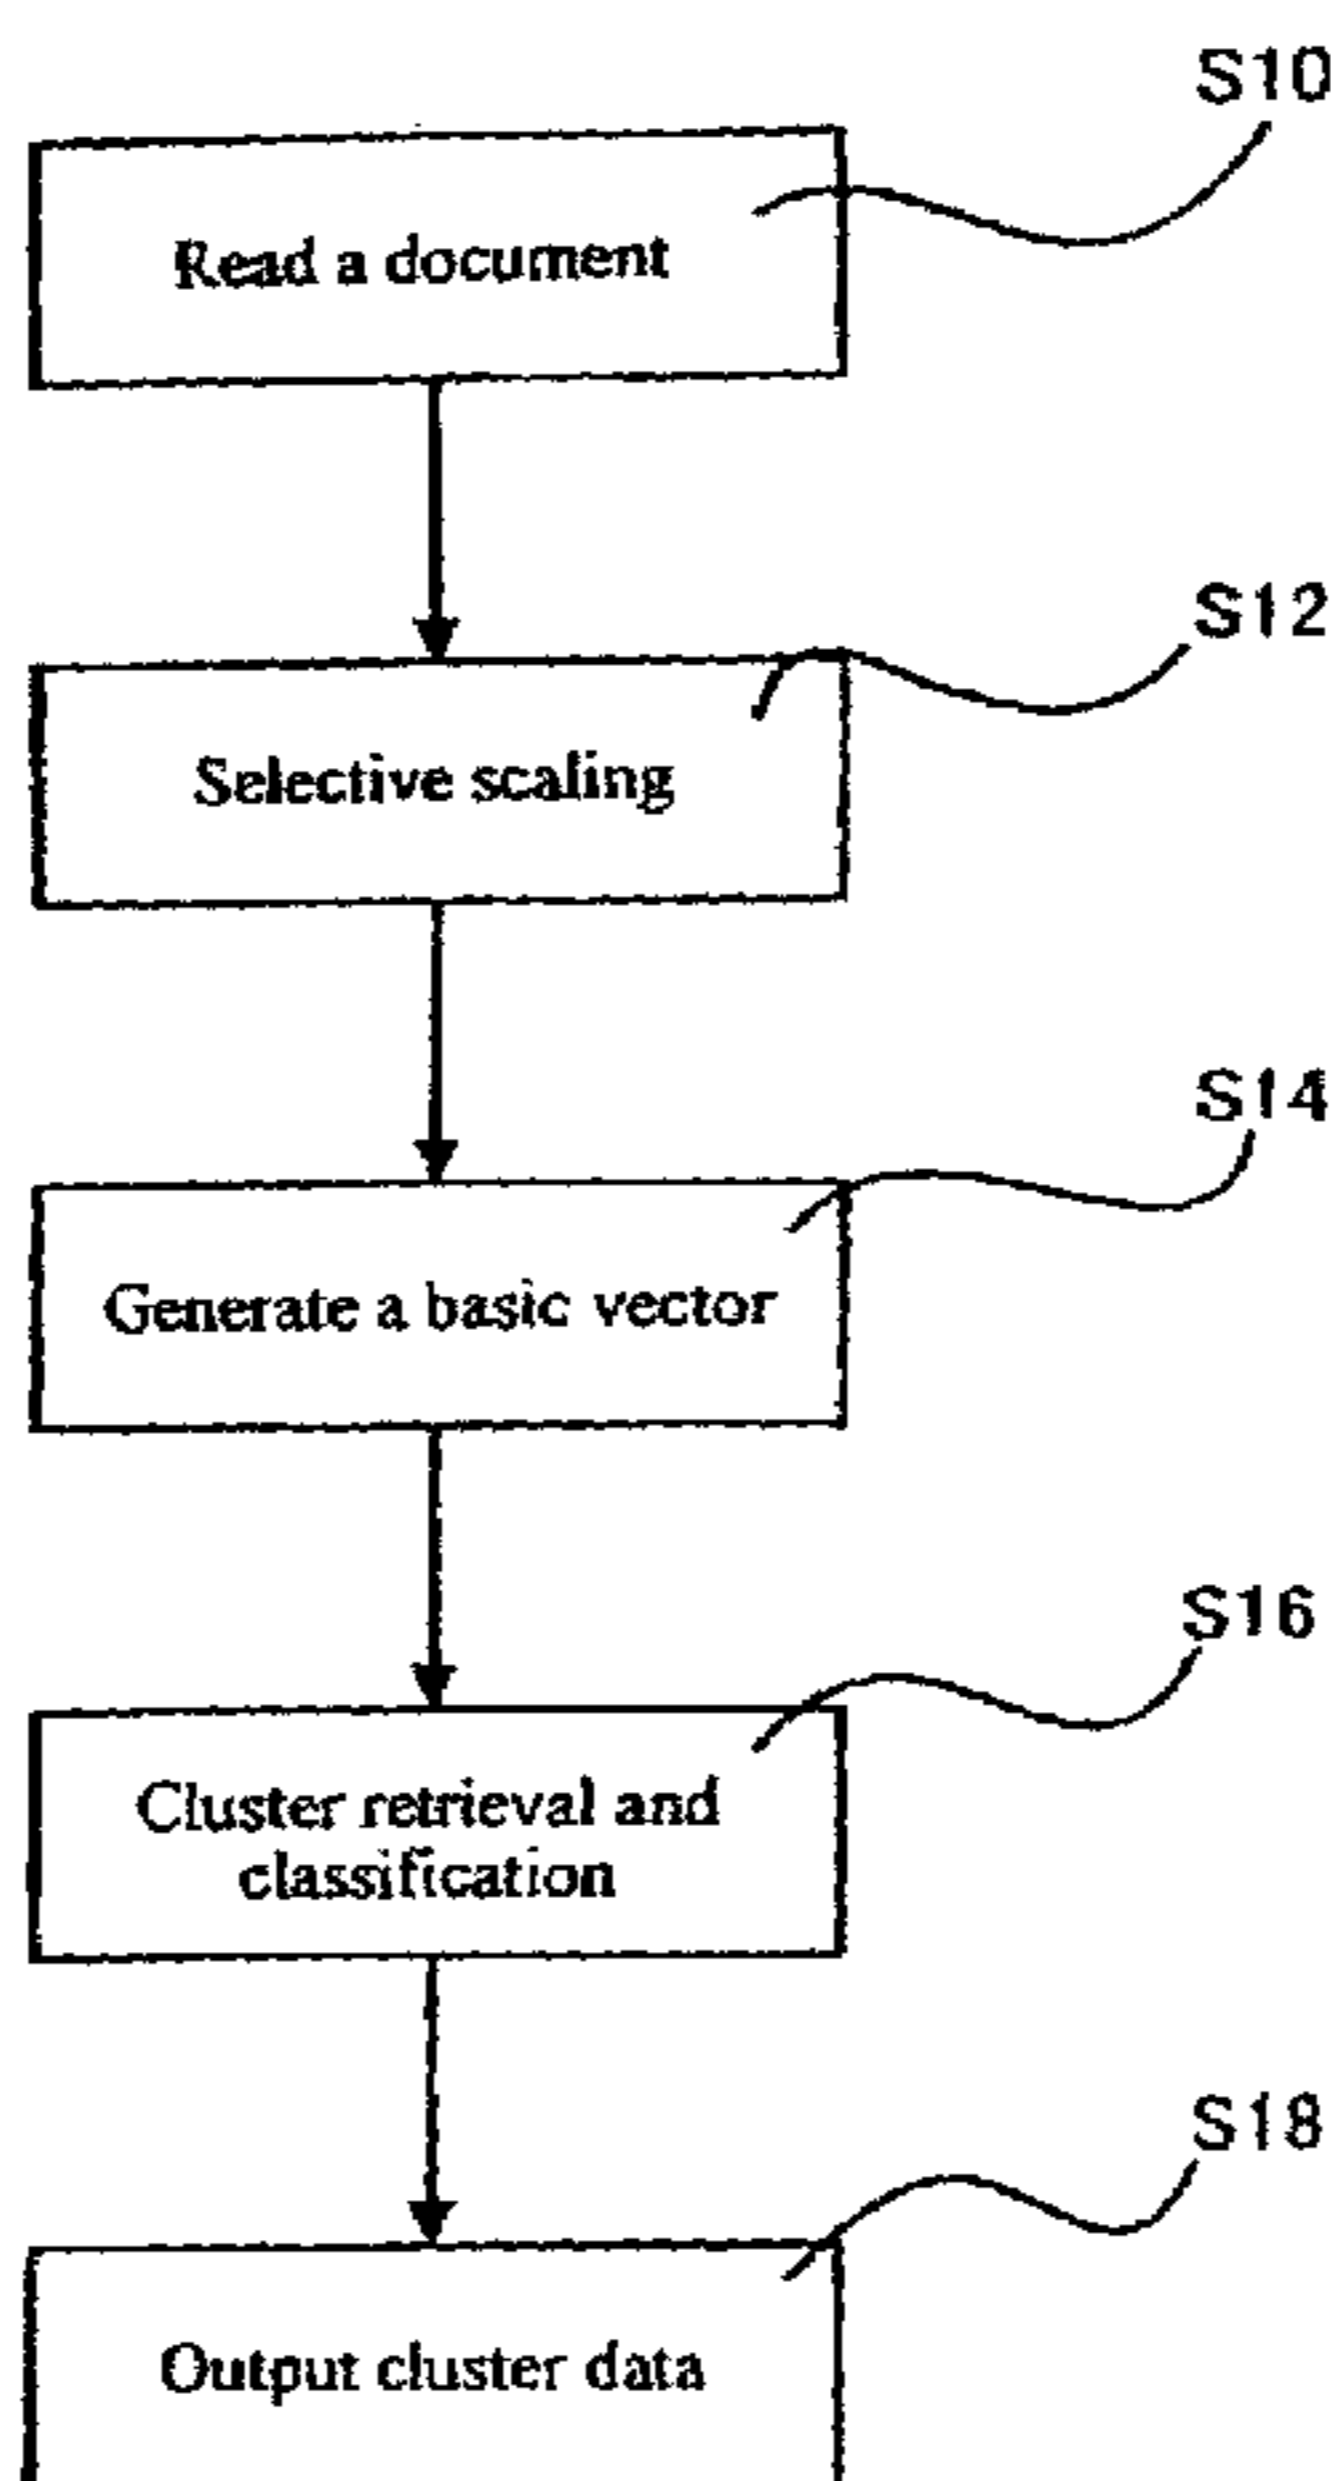 S10
Read a document
S12
Selective scaling
S14
Generate a basic vector
S16
Cluster retrieval and
classification
S18
Output cluster data